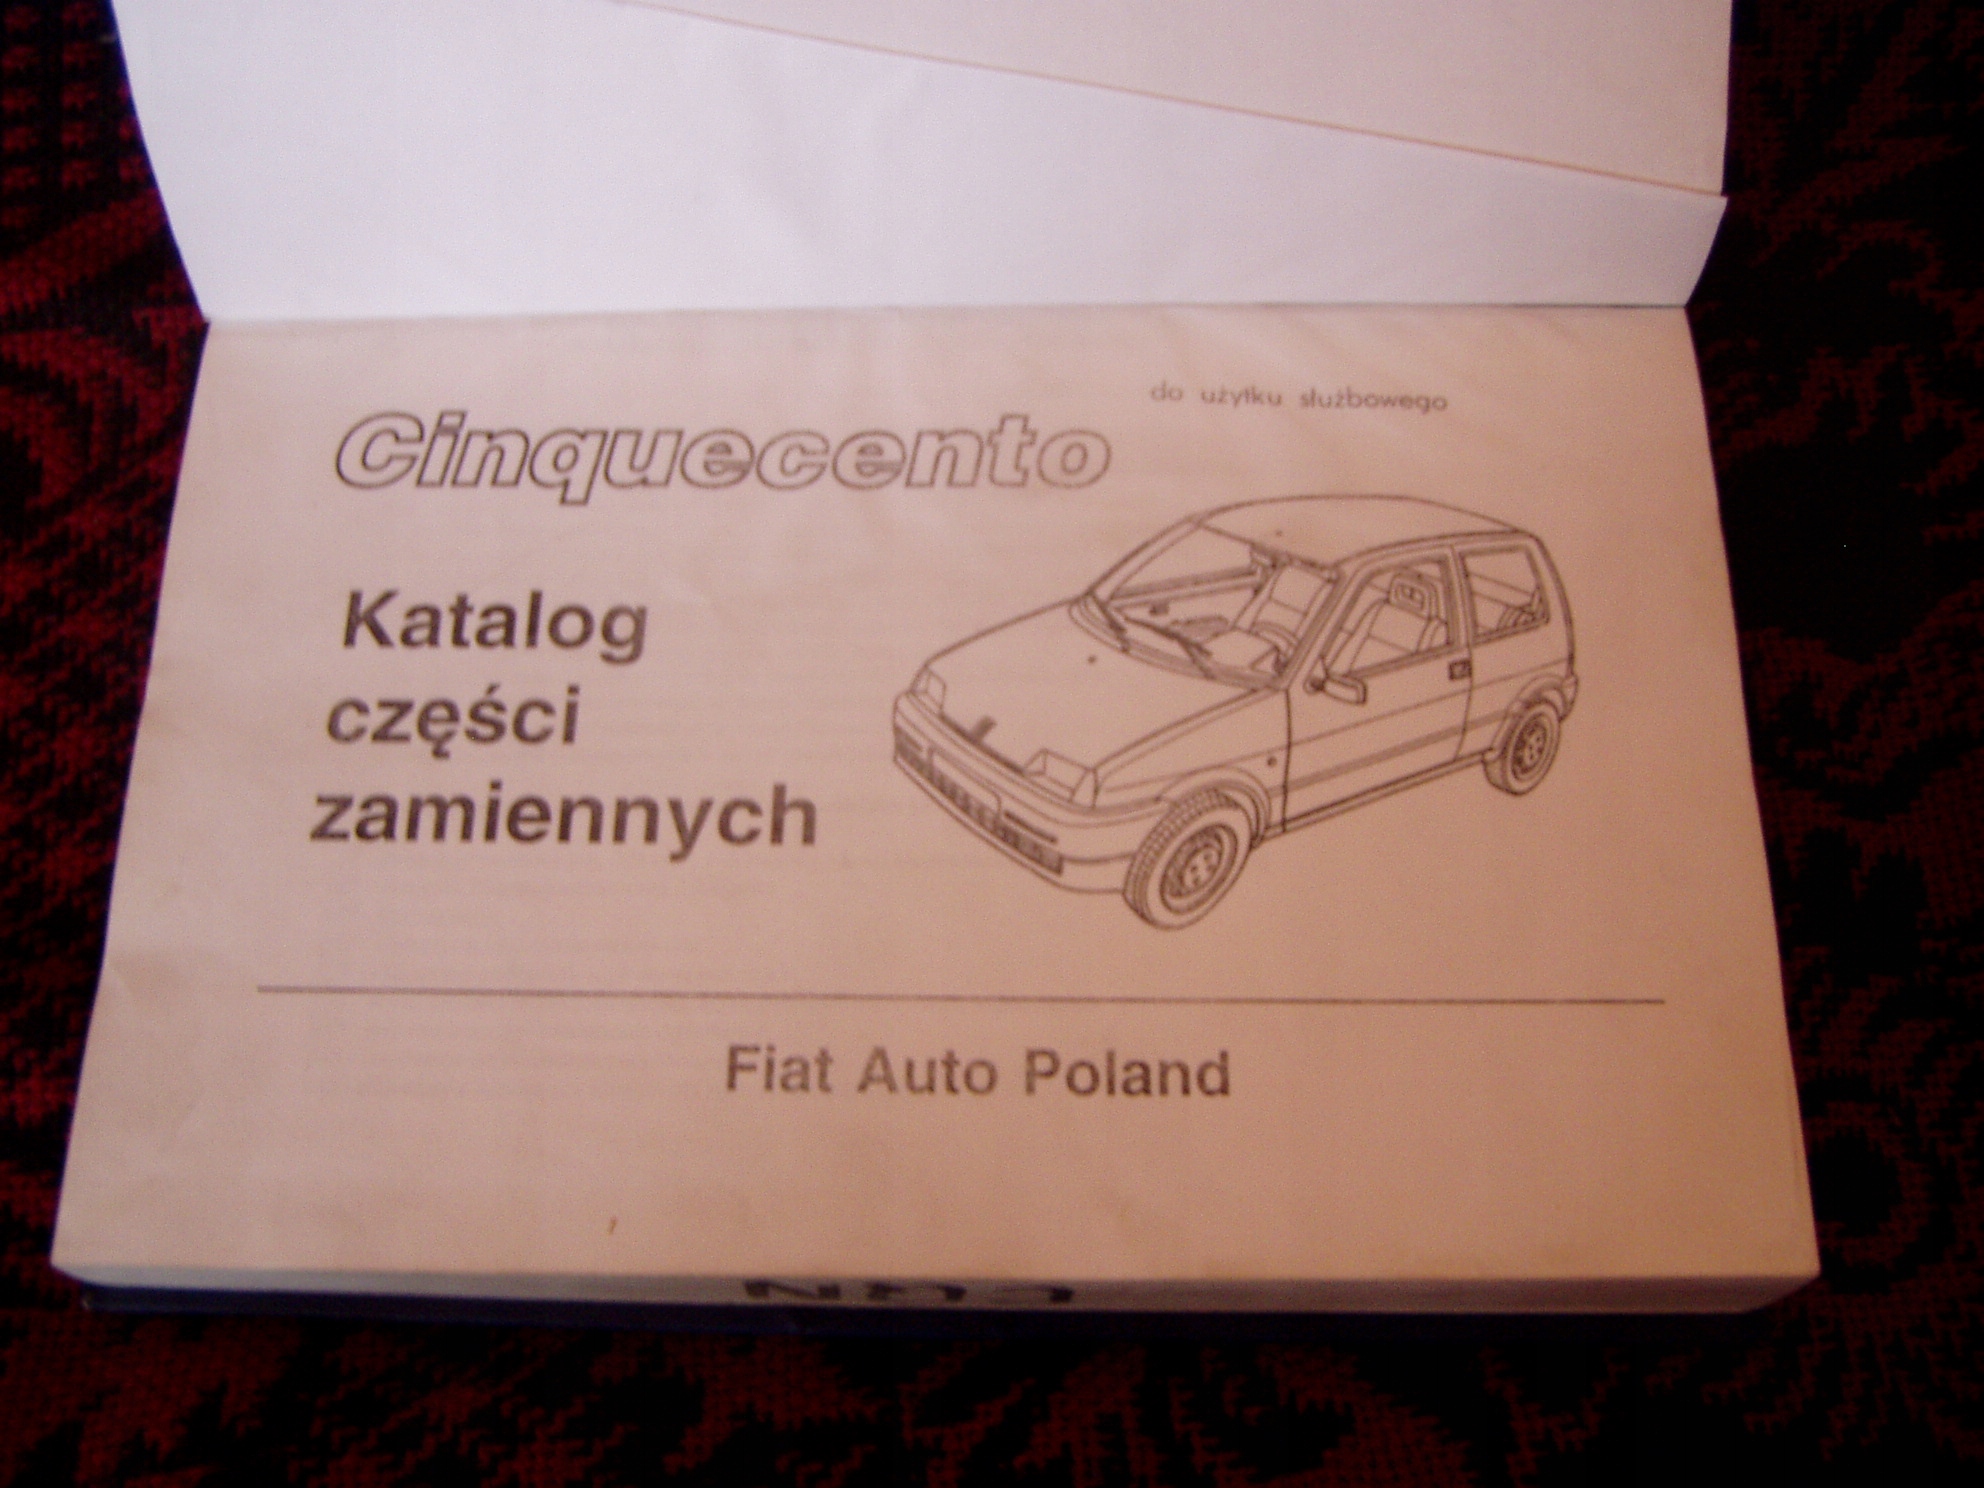 do użytku służbowego
Cinquecento
Katalog
części
zamiennych
Fiat Auto Poland